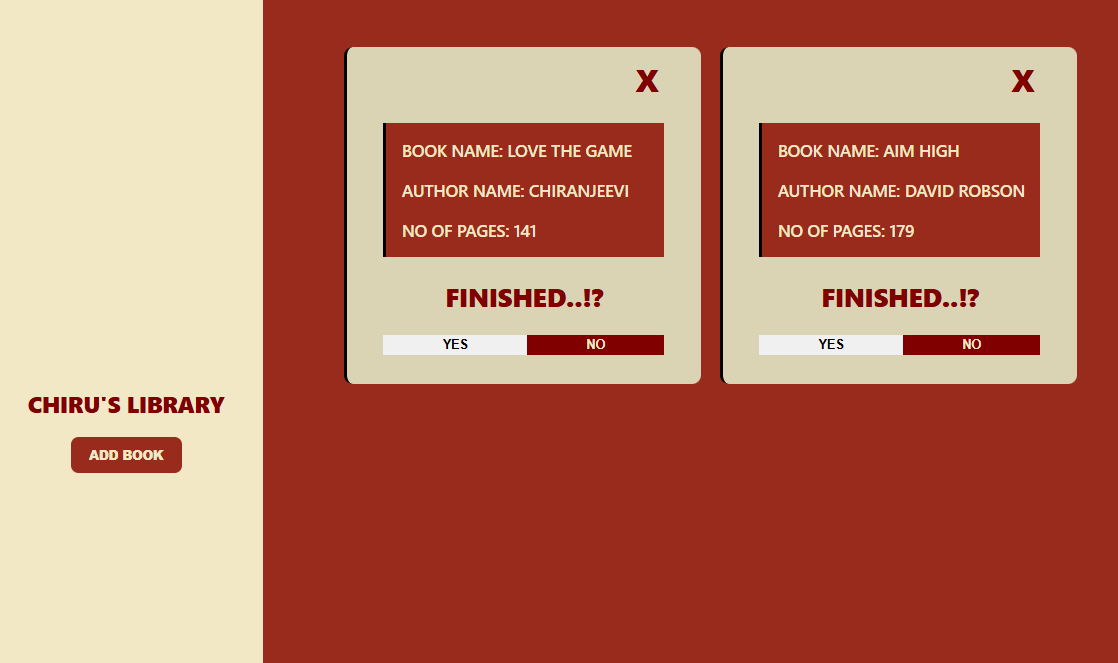 CHIRU'S LIBRARY
ADD BOOK
X
BOOK NAME: LOVE THE GAME
AUTHOR NAME: CHIRANJEEVI
NO OF PAGES: 141
FINISHED..!?
YES NO
X
BOOK NAME: AIM HIGH
AUTHOR NAME: DAVID ROBSON
NO OF PAGES: 179
FINISHED..!?
YES NO